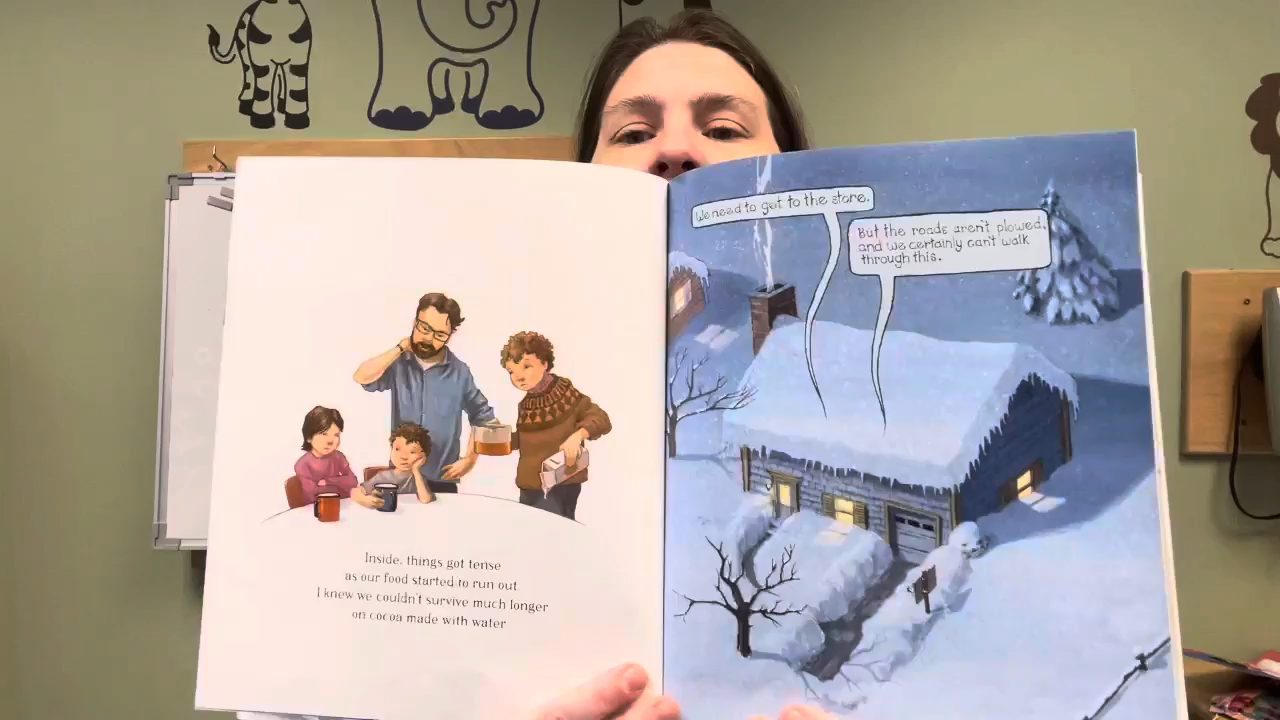 Inside, things got tense
as our food started to run out.
I knew we couldn't survive much longer
on cocoa made with water
We need to get to the store.
But the roads aren't plowed,
and we certainly can't walk
through this.